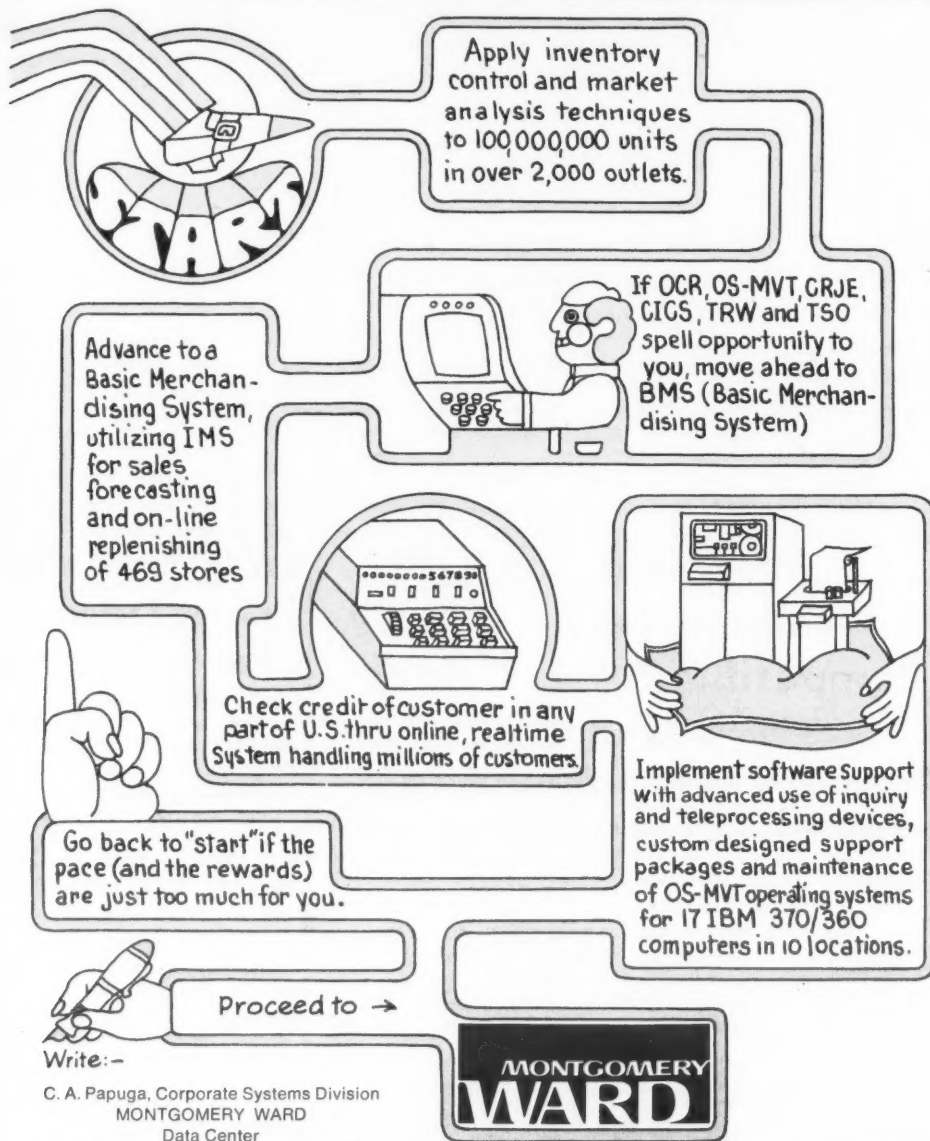 START
Apply inventory
control and market
analysis techniques
to 100,000,000 units
in over 2,000 outlets.
If OCR, OS-MVT, CRJE,
CICS, TRW and TSO
spell opportunity to
you, move ahead to
BMS (Basic Merchan-
dising System)
Advance to a
Basic Merchan-
dising System,
utilizing IMS
for sales
forecasting
and on-line
replenishing
of 469 stores
567890
Check credit of customer in any
part of U.S. thru online, realtime
System handling millions of customers.
Implement software support
with advanced use of inquiry
and teleprocessing devices,
custom designed support
packages and maintenance
of OS-MVT operating systems
for 17 IBM 370/360
computers in 10 locations.
Go back to "start" if the
pace (and the rewards)
are just too much for you.
Proceed to →
Write:-
C. A. Papuga, Corporate Systems Division
MONTGOMERY WARD
Data Center
MONTGOMERY
WARD